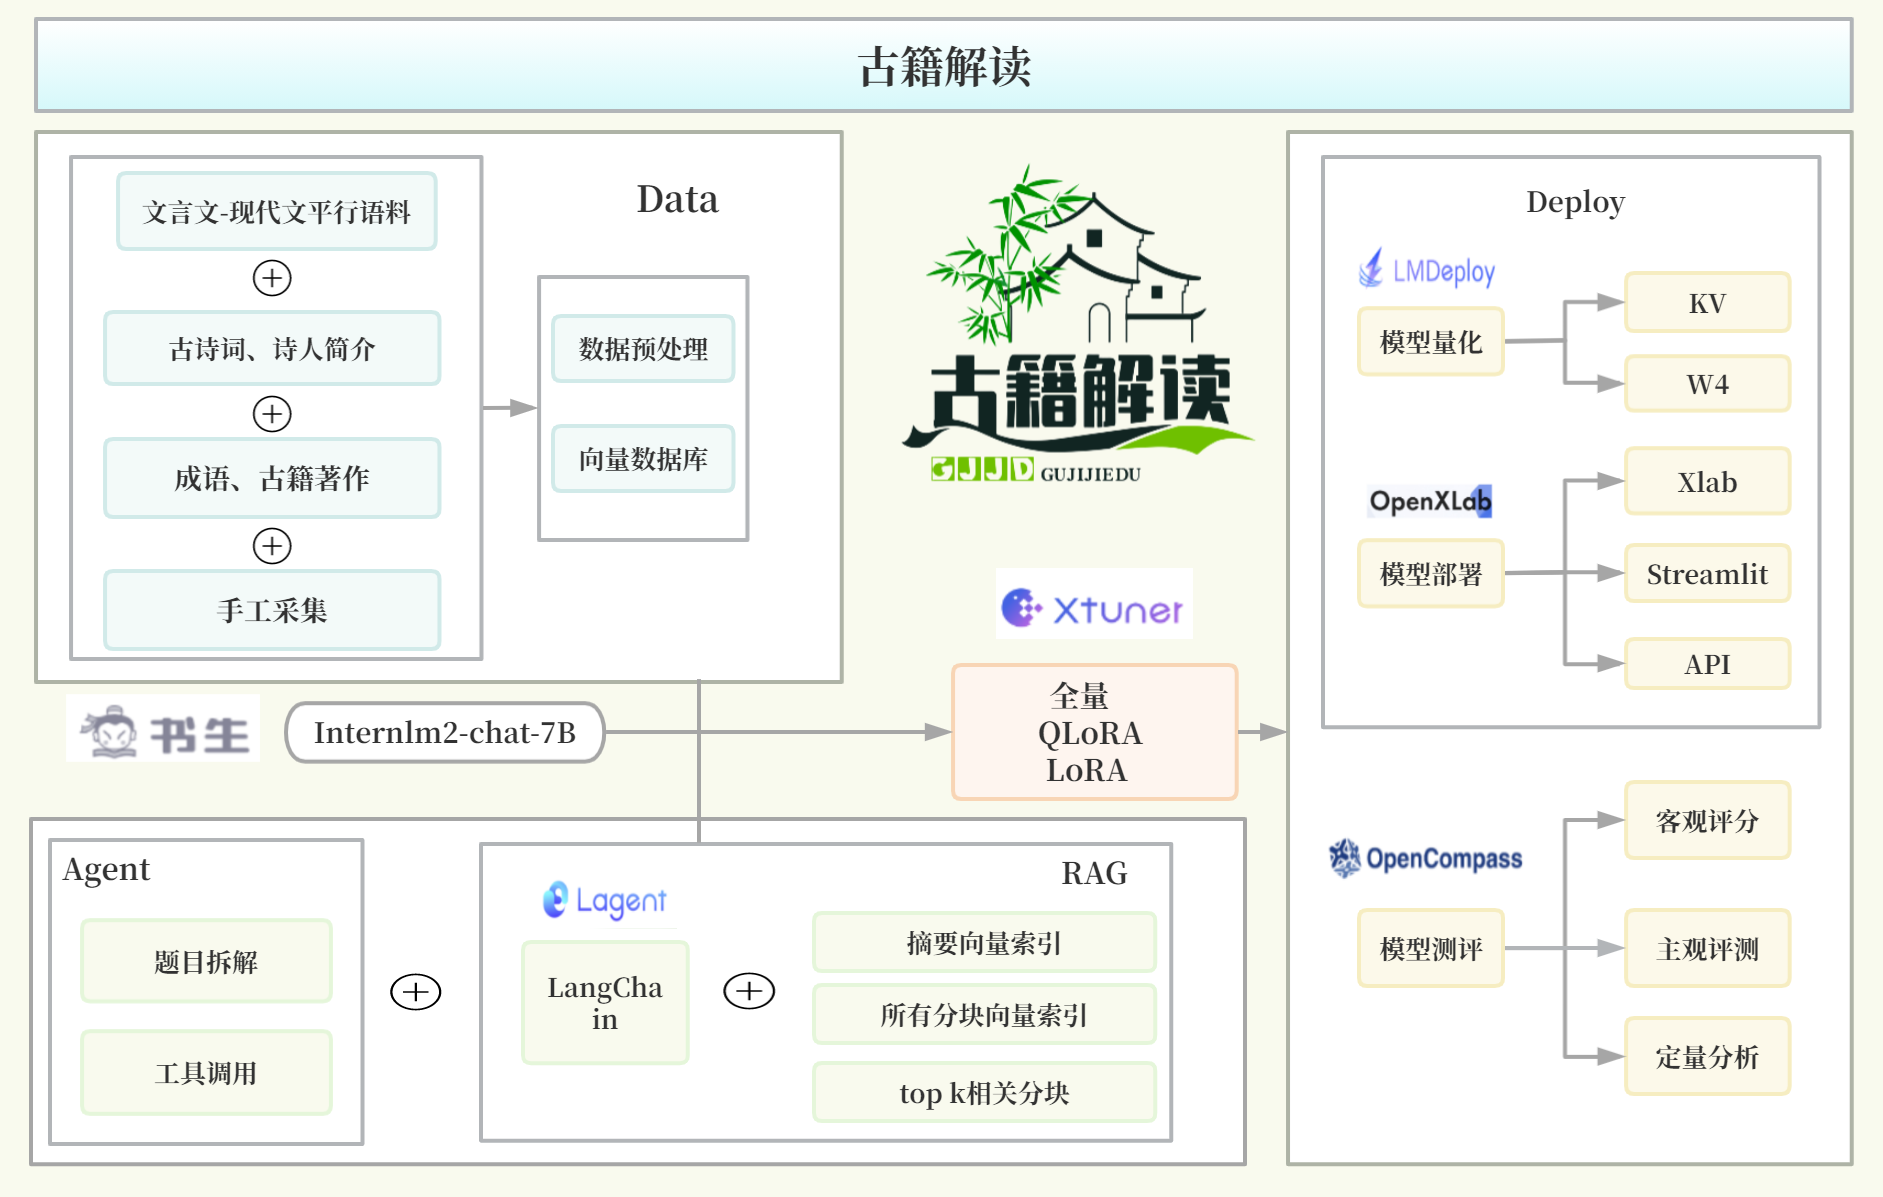 古籍解读
Data
文言文-现代文平行语料
古诗词、诗人简介
成语、古籍著作
手工采集
数据预处理
向量数据库
古籍解读
GJJD GUJIJIEDU
Xtuner
书生
Internlm2-chat-7B
全量
QLoRA
LoRA
Agent
题目拆解
工具调用
RAG
Lagent
LangCha
in
摘要向量索引
所有分块向量索引
top k相关分块
Deploy
LMDeploy
模型量化
KV
W4
OpenXLab
模型部署
Xlab
Streamlit
API
OpenCompass
模型测评
客观评分
主观评测
定量分析